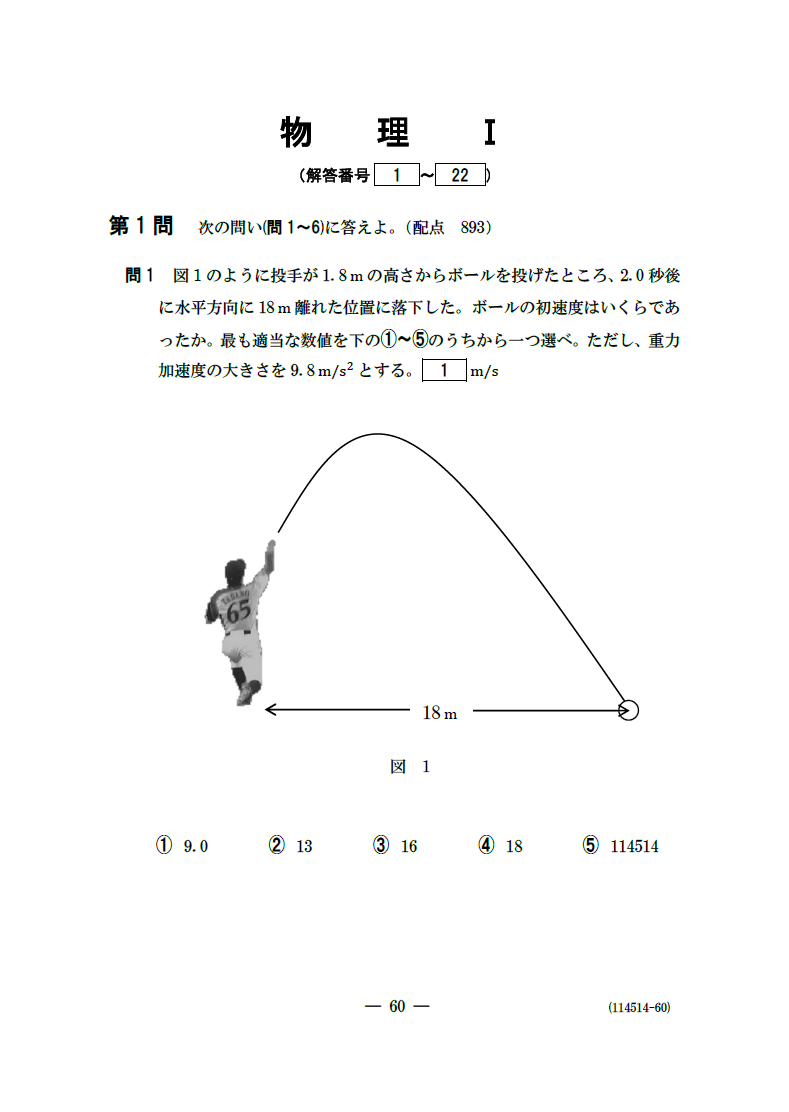 物 理 I
(解答番号 1 ～ 22)
第1問 次の問い(問1～6)に答えよ。(配点 893)
問1 図1のように投手が1.8mの高さからボールを投げたところ、2.0秒後
に水平方向に18m離れた位置に落下した。ボールの初速度はいくらであ
ったか。最も適当な数値を下の①～⑤のうちから一つ選べ。ただし、重力
加速度の大きさを9.8m/s²とする。 1 m/s
65
18m
図 1
① 9.0 ② 13 ③ 16 ④ 18 ⑤ 114514
― 60 ―
(114514-60)